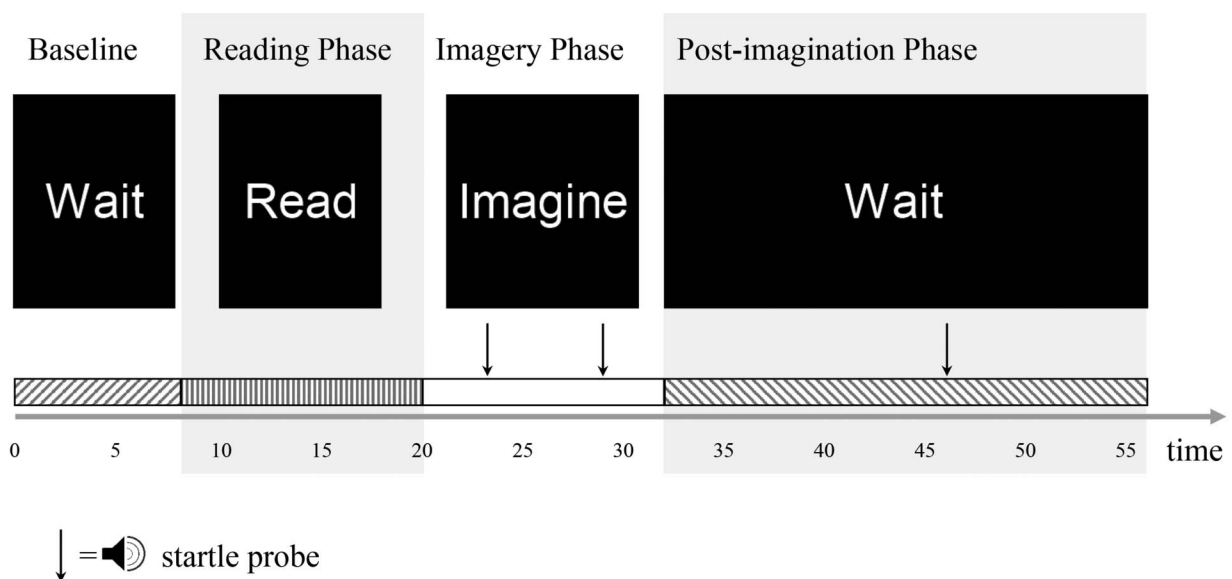 Baseline Reading Phase Imagery Phase Post-imagination Phase
Wait Read Imagine Wait
0 5 10 15 20 25 30 35 40 45 50 55 time
= startle probe